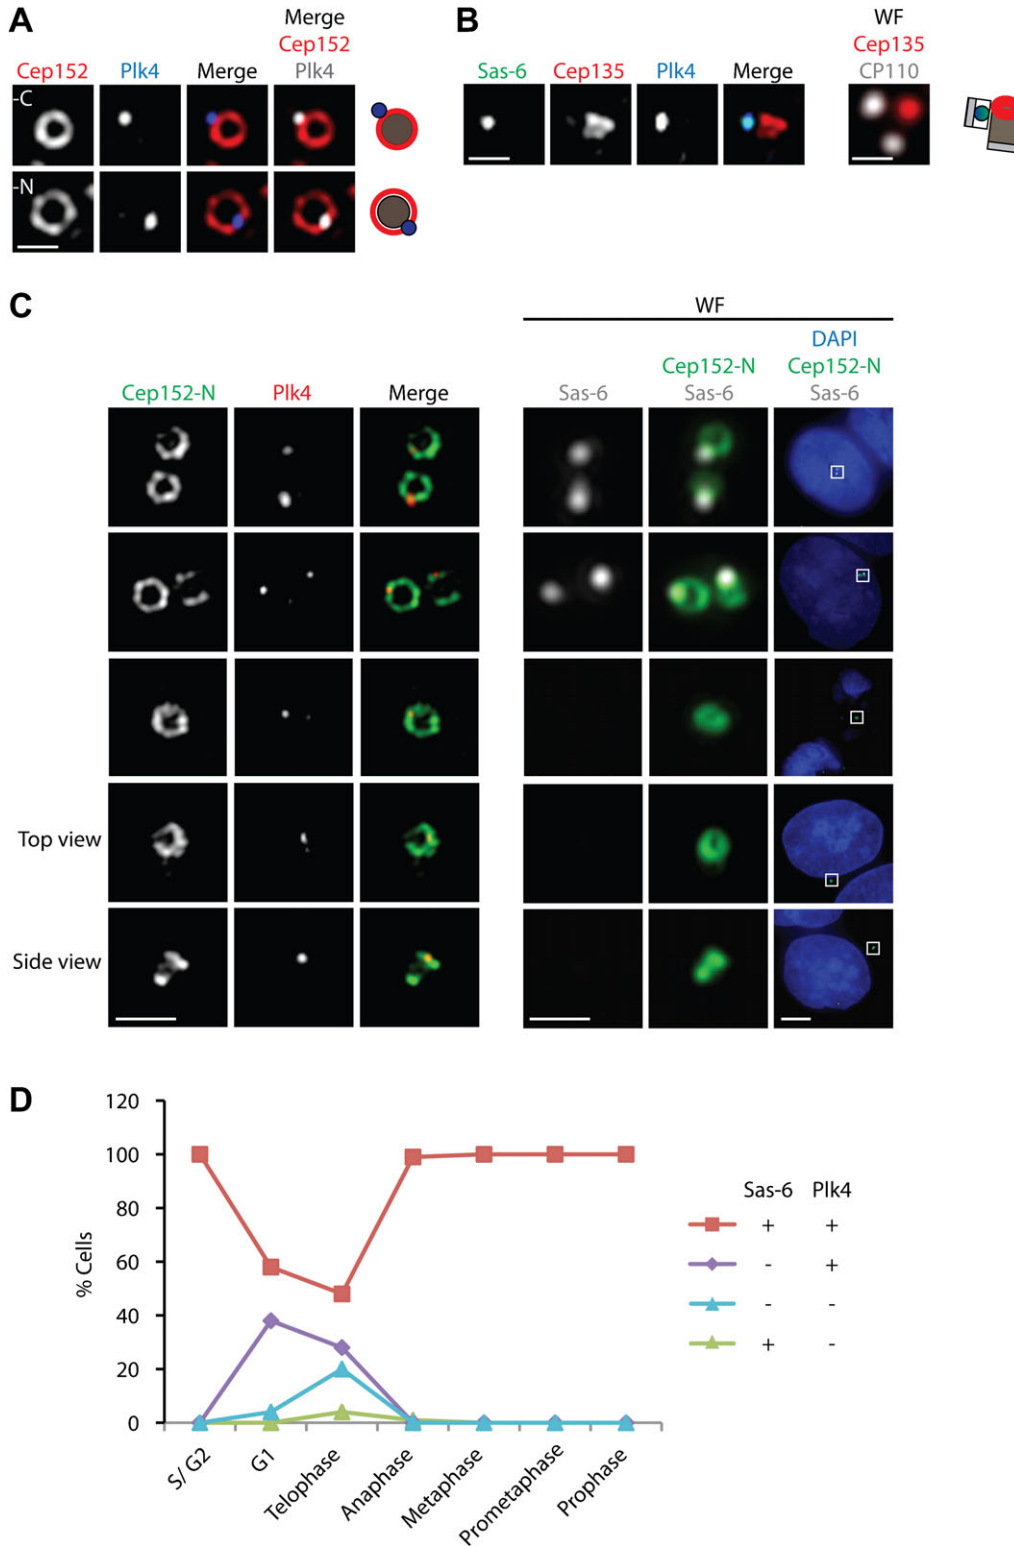 A
Merge
Cep152
Cep152 Plk4 Merge Plk4
-C
-N
B
WF
Cep135
Sas-6 Cep135 Plk4 Merge CP110
C
WF
DAPI
Cep152-N Cep152-N
Cep152-N Plk4 Merge Sas-6 Sas-6 Sas-6
Top view
Side view
D
120
100
80
60
40
20
0
% Cells
S/ G2
G1
Telophase
Anaphase
Metaphase
Prometaphase
Prophase
Sas-6 Plk4
+ +
- +
- -
+ -